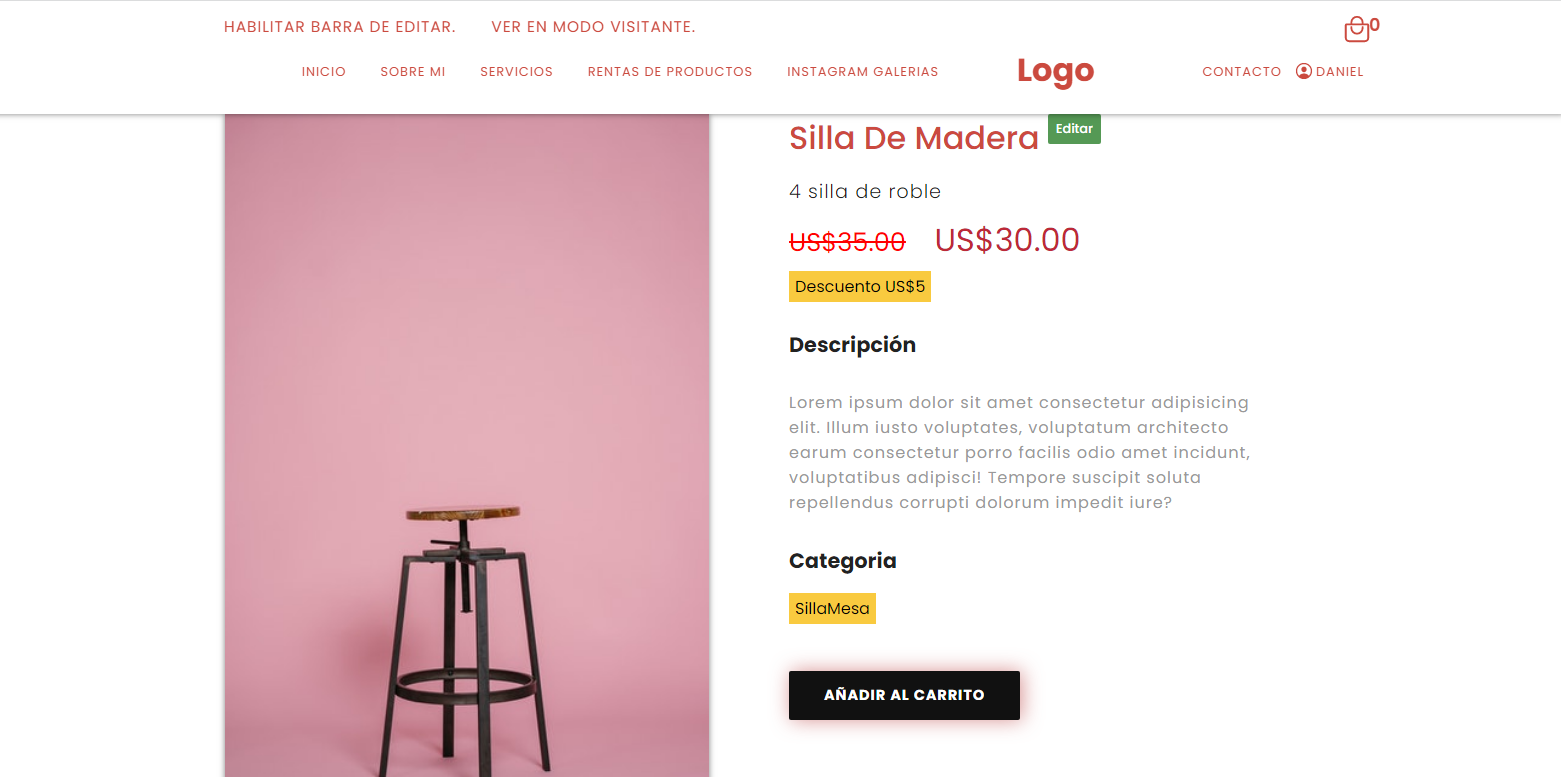 HABILITAR BARRA DE EDITAR. VER EN MODO VISITANTE. 0
INICIO SOBRE MI SERVICIOS RENTAS DE PRODUCTOS INSTAGRAM GALERIAS Logo CONTACTO DANIEL
Silla De Madera Editar
4 silla de roble
US$35.00 US$30.00
Descuento US$5
Descripción
Lorem ipsum dolor sit amet consectetur adipisicing
elit. Illum iusto voluptates, voluptatum architecto
earum consectetur porro facilis odio amet incidunt,
voluptatibus adipisci! Tempore suscipit soluta
repellendus corrupti dolorum impedit iure?
Categoria
SillaMesa
AÑADIR AL CARRITO